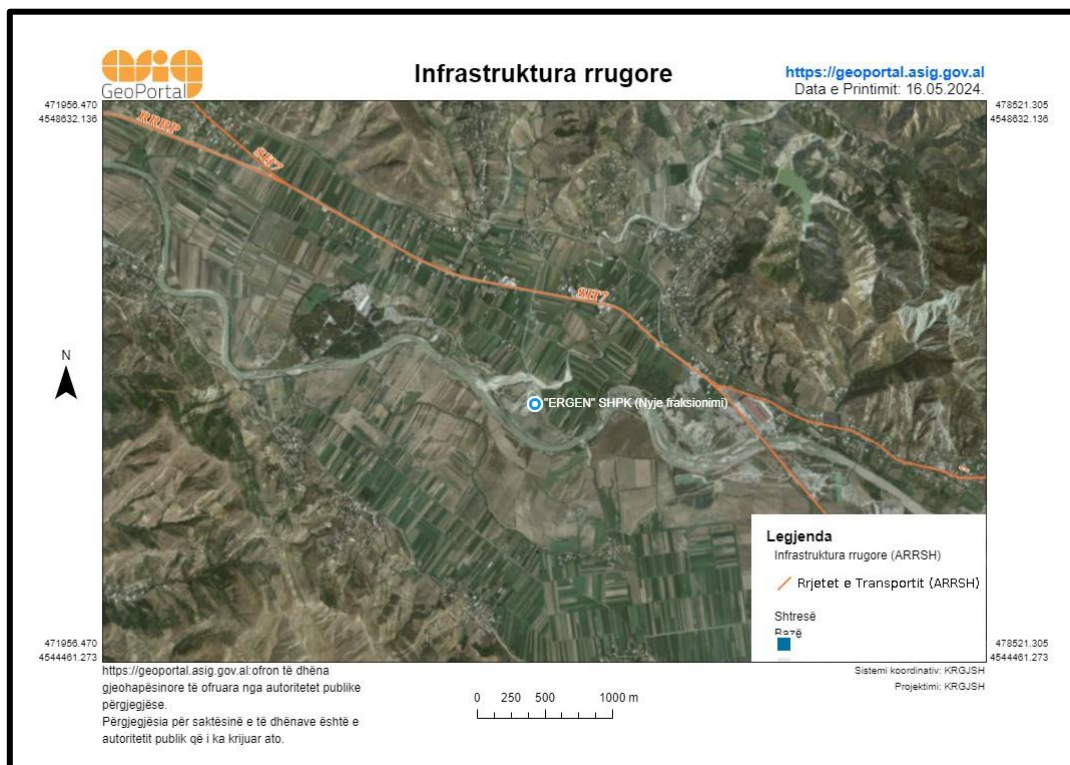 asig
GeoPortal
Infrastruktura rrugore
https://geoportal.asig.gov.al
Data e Printimit: 16.05.2024.
471956.470
4548632.136
478521.305
4548632.136
RRBP
SH7
SH7
N
"ERGEN" SHPK (Nyje fraksionimi)
Legjenda
Infrastruktura rrugore (ARRSH)
Rrjetet e Transportit (ARRSH)
Shtresë
Bazë
471956.470
4544461.273
478521.305
4544461.273
https://geoportal.asig.gov.al:ofron të dhëna
gjeohapësinore të ofruara nga autoritetet publike
përgjegjëse.
Përgjegjësia për saktësinë e të dhënave është e
autoritetit publik që i ka krijuar ato.
0 250 500 1000 m
Sistemi koordinativ: KRGJSH
Projektimi: KRGJSH